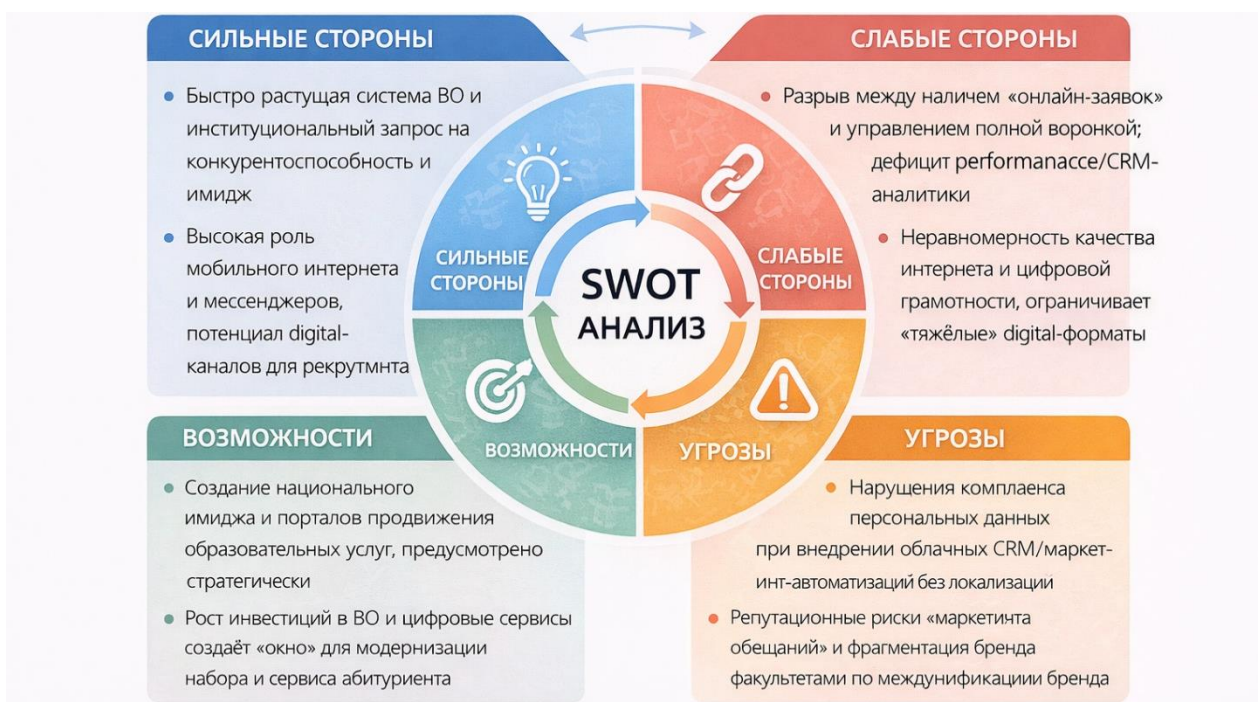 СИЛЬНЫЕ СТОРОНЫ
Быстро растущая система ВО и
институциональный запрос на
конкурентоспособность и
имидж
Высокая роль
мобильного интернета
и мессенджеров,
потенциал digital-
каналов для рекрутмнта
СЛАБЫЕ СТОРОНЫ
Разрыв между наличем «онлайн-заявок»
и управлением полной воронкой;
дефицит performanacce/CRM-
аналитики
Неравномерность качества
интернета и цифровой
грамотности, ограничивает
«тяжёлые» digital-форматы
СИЛЬНЫЕ
СТОРОНЫ
СЛАБЫЕ
СТОРОНЫ
SWOT
АНАЛИЗ
ВОЗМОЖНОСТИ
УГРОЗЫ
ВОЗМОЖНОСТИ
Создание национального
имиджа и порталов продвижения
образовательных услуг, предусмотрено
стратегически
Рост инвестиций в ВО и цифровые сервисы
создаёт «окно» для модернизации
набора и сервиса абитуриента
УГРОЗЫ
Нарушения комплаенса
персональных данных
при внедрении облачных CRM/маркет-
инт-автоматизаций без локализации
Репутационные риски «маркетинта
обещаний» и фрагментация бренда
факультетами по междунификациии бренда